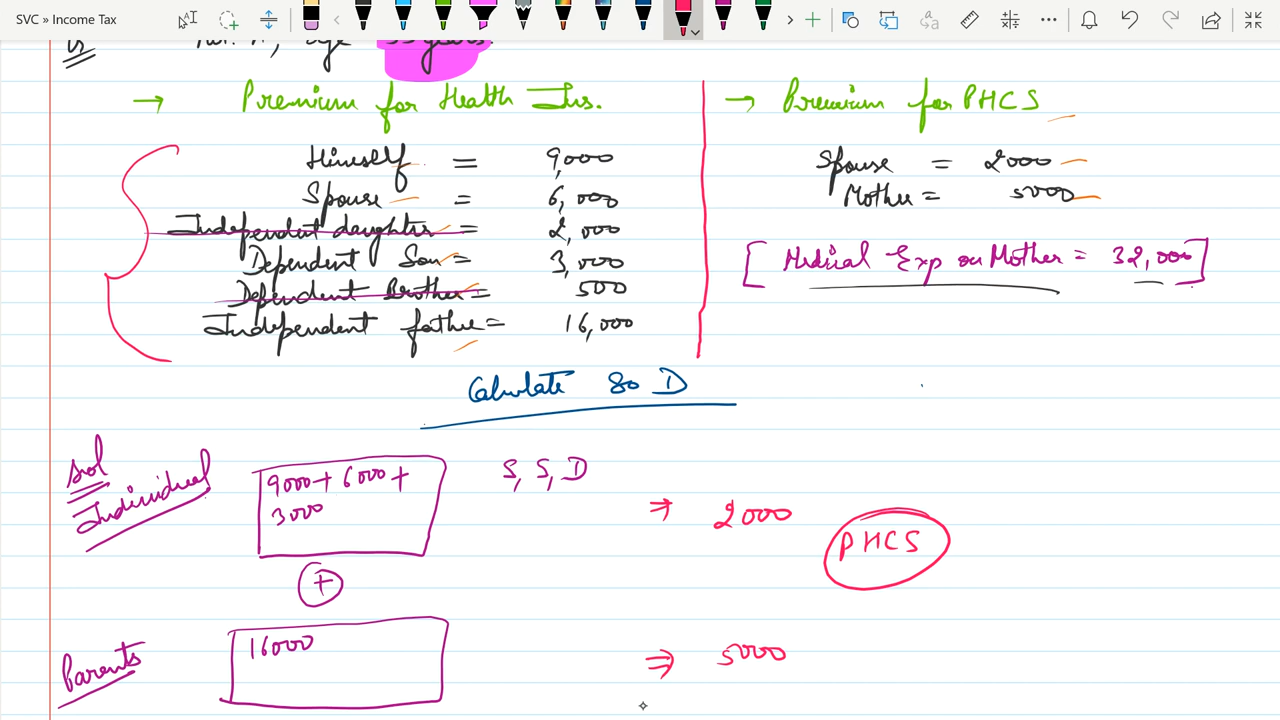 SVC » Income Tax
→ Premium for Health Ins.
Himself = 9,000
Spouse = 6,000
Independent daughter = 2,000
Dependent Son = 3,000
Dependent Brother = 500
Independent father = 16,000
→ Premium for PHCS
Spouse = 2000
Mother = 5000
[Medical Exp on Mother = 32,000]
Calculate 80 D
Sol
Individual
9000 + 6000 +
3000
S, S, D
⇒ 2000
PHCS
+
Parents
16000
⇒ 5000